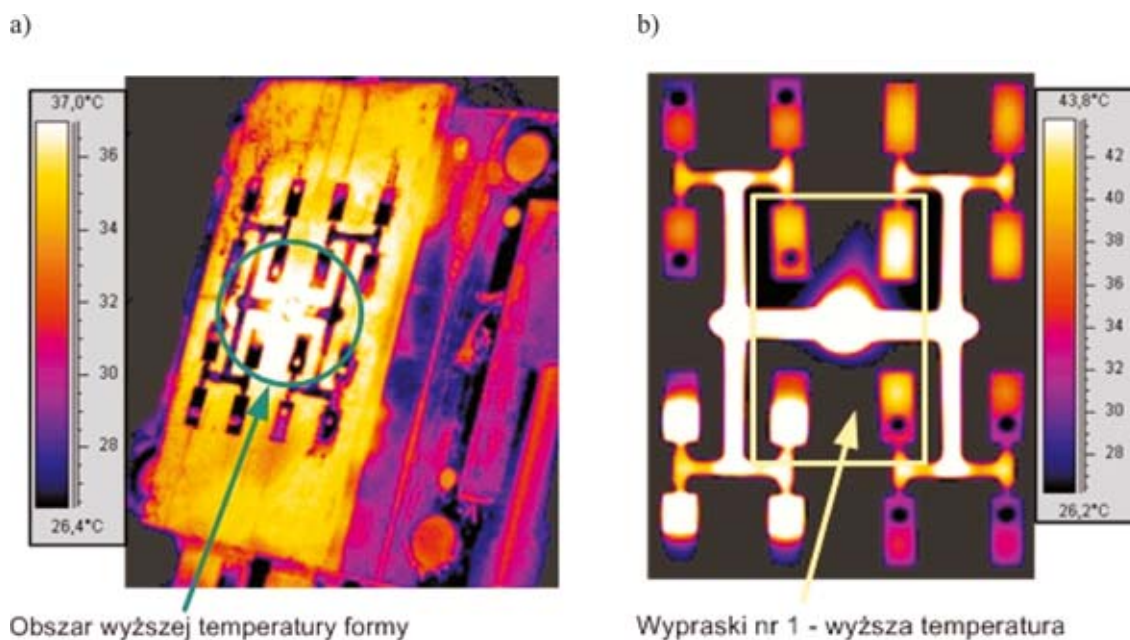 a)
b)
37,0°C
36
34
32
30
28
26,4°C
43,8°C
42
40
38
36
34
32
30
28
26,2°C
Obszar wyższej temperatury formy
Wypraski nr 1 - wyższa temperatura